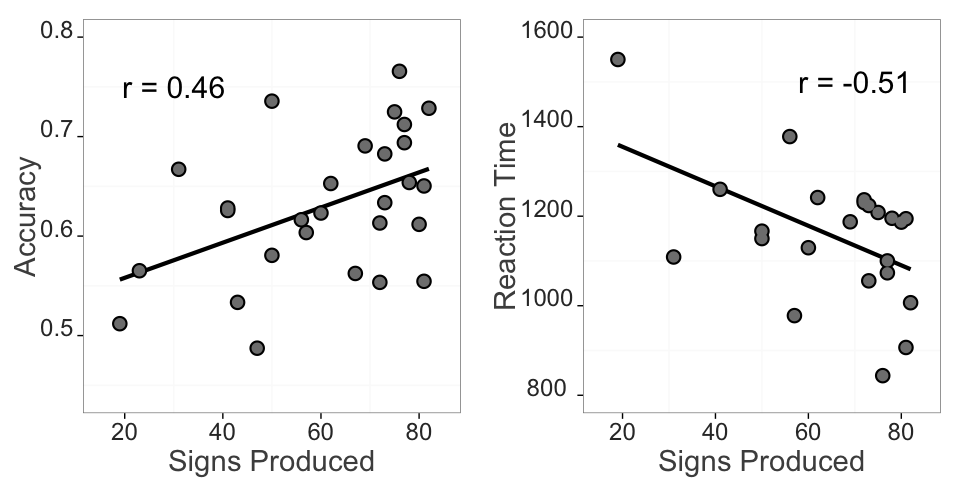 0.8
0.7
0.6
0.5
Accuracy
r = 0.46
20 40 60 80
Signs Produced
1600
1400
1200
1000
800
Reaction Time
r = -0.51
20 40 60 80
Signs Produced